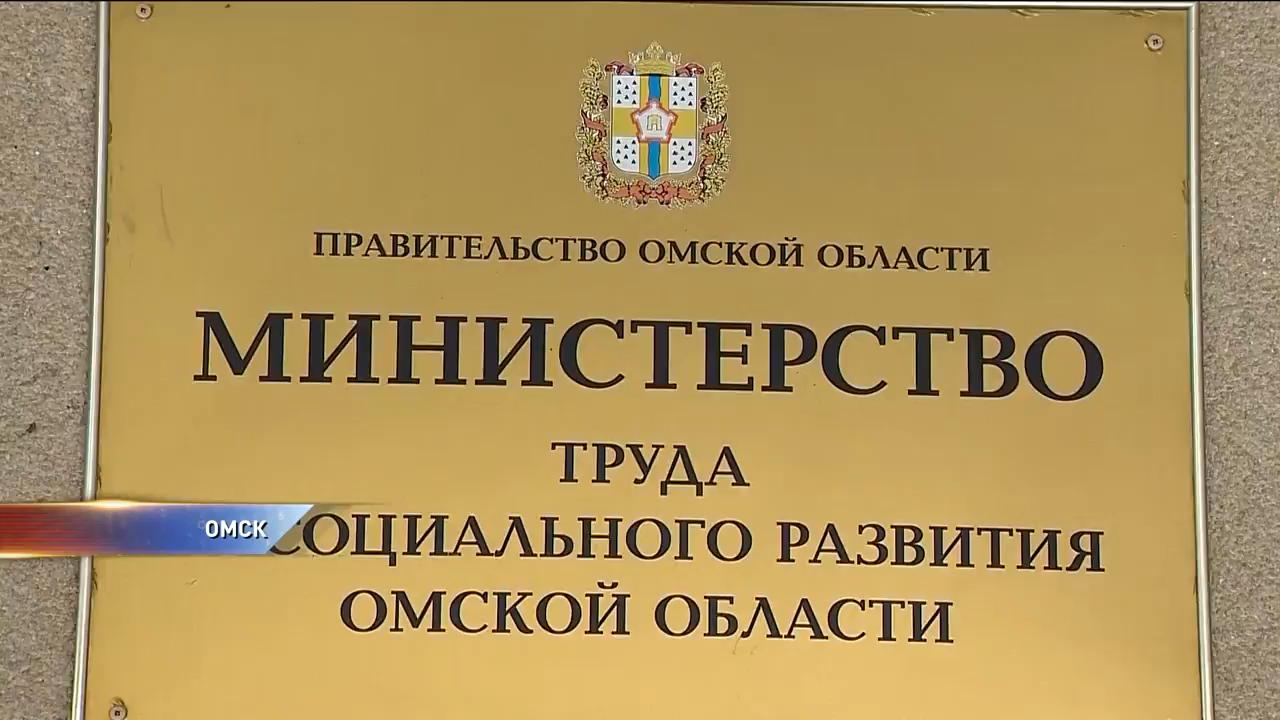 ПРАВИТЕЛЬСТВО ОМСКОЙ ОБЛАСТИ
МИНИСТЕРСТВО
ТРУДА
СОЦИАЛЬНОГО РАЗВИТИЯ
ОМСКОЙ ОБЛАСТИ
ОМСК